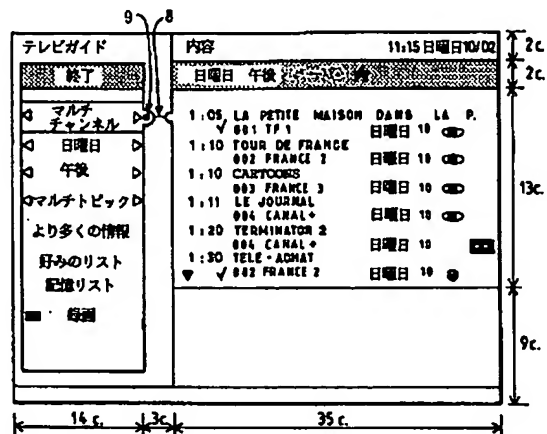 9 8
テレビガイド
内容 11:15日曜日10/02
2c.
終了
日曜日 午後
2c.
マルチ
チャンネル
日曜日
午後
マルチトピック
より多くの情報
好みのリスト
記憶リスト
録画
1:05 LA PETITE MAISON DANS LA P.
001 TF1 日曜日 10
1:10 TOUR DE FRANCE
002 FRANCE 2 日曜日 10
1:10 CARTOONS
003 FRANCE 3 日曜日 10
1:11 LE JOURNAL
004 CANAL+ 日曜日 10
1:20 TERMINATOR 2
004 CANAL+ 日曜日 10
1:30 TELE-ACHAT
002 FRANCE 2 日曜日 10
13c.
9c.
14c. 3c. 35c.